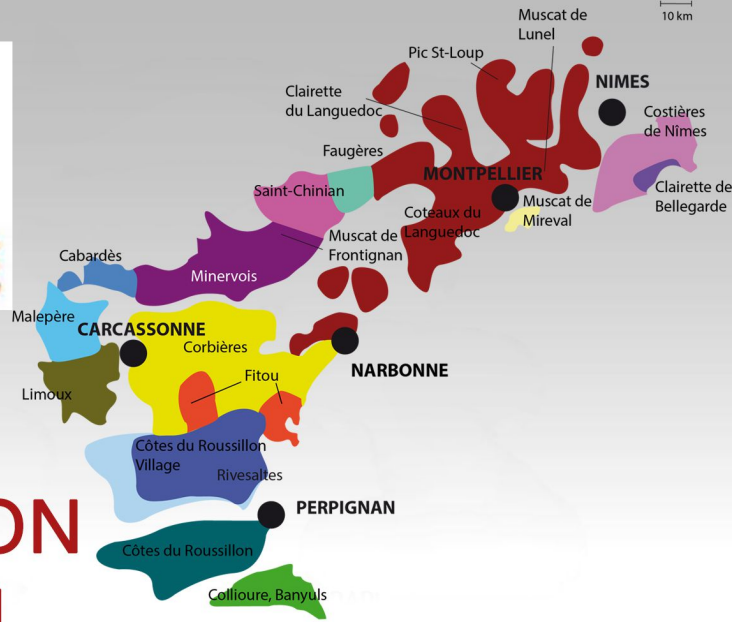 10 km
Muscat de
Lunel
Pic St-Loup
NIMES
Clairette
du Languedoc
Costières
de Nîmes
Faugères
MONTPELLIER
Saint-Chinian
Clairette de
Bellegarde
Muscat de
Mireval
Coteaux du
Languedoc
Muscat de
Frontignan
Cabardès
Minervois
Malepère
CARCASSONNE
Corbières
NARBONNE
Fitou
Limoux
Côtes du Roussillon
Village
Rivesaltes
PERPIGNAN
ON
Côtes du Roussillon
Collioure, Banyuls